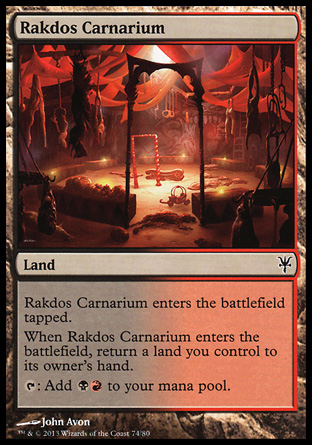 Rakdos Carnarium
Land
Rakdos Carnarium enters the battlefield
tapped.
When Rakdos Carnarium enters the
battlefield, return a land you control to
its owner's hand.
: Add to your mana pool.
John Avon
™ & © 2013 Wizards of the Coast 74/80